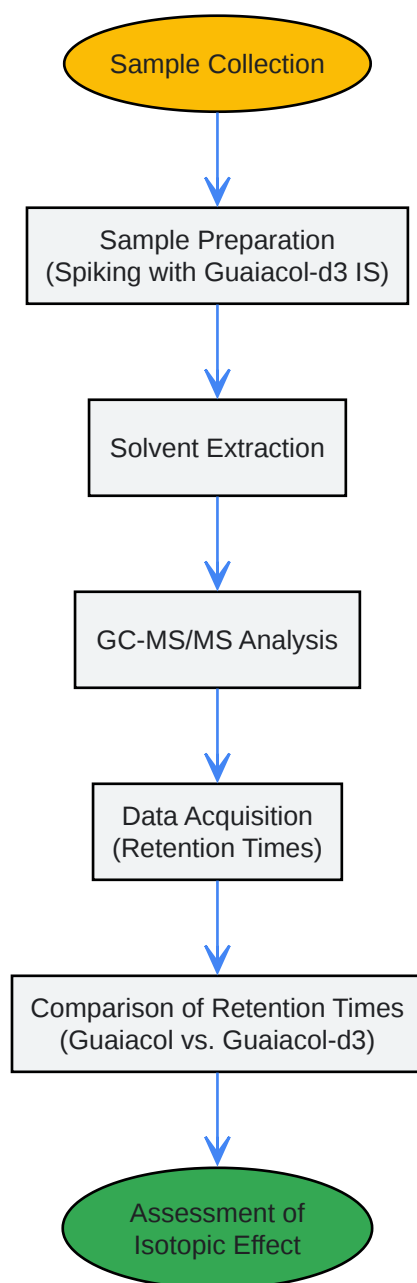 Sample Collection
Sample Preparation
(Spiking with Guaiacol-d3 IS)
Solvent Extraction
GC-MS/MS Analysis
Data Acquisition
(Retention Times)
Comparison of Retention Times
(Guaiacol vs. Guaiacol-d3)
Assessment of
Isotopic Effect